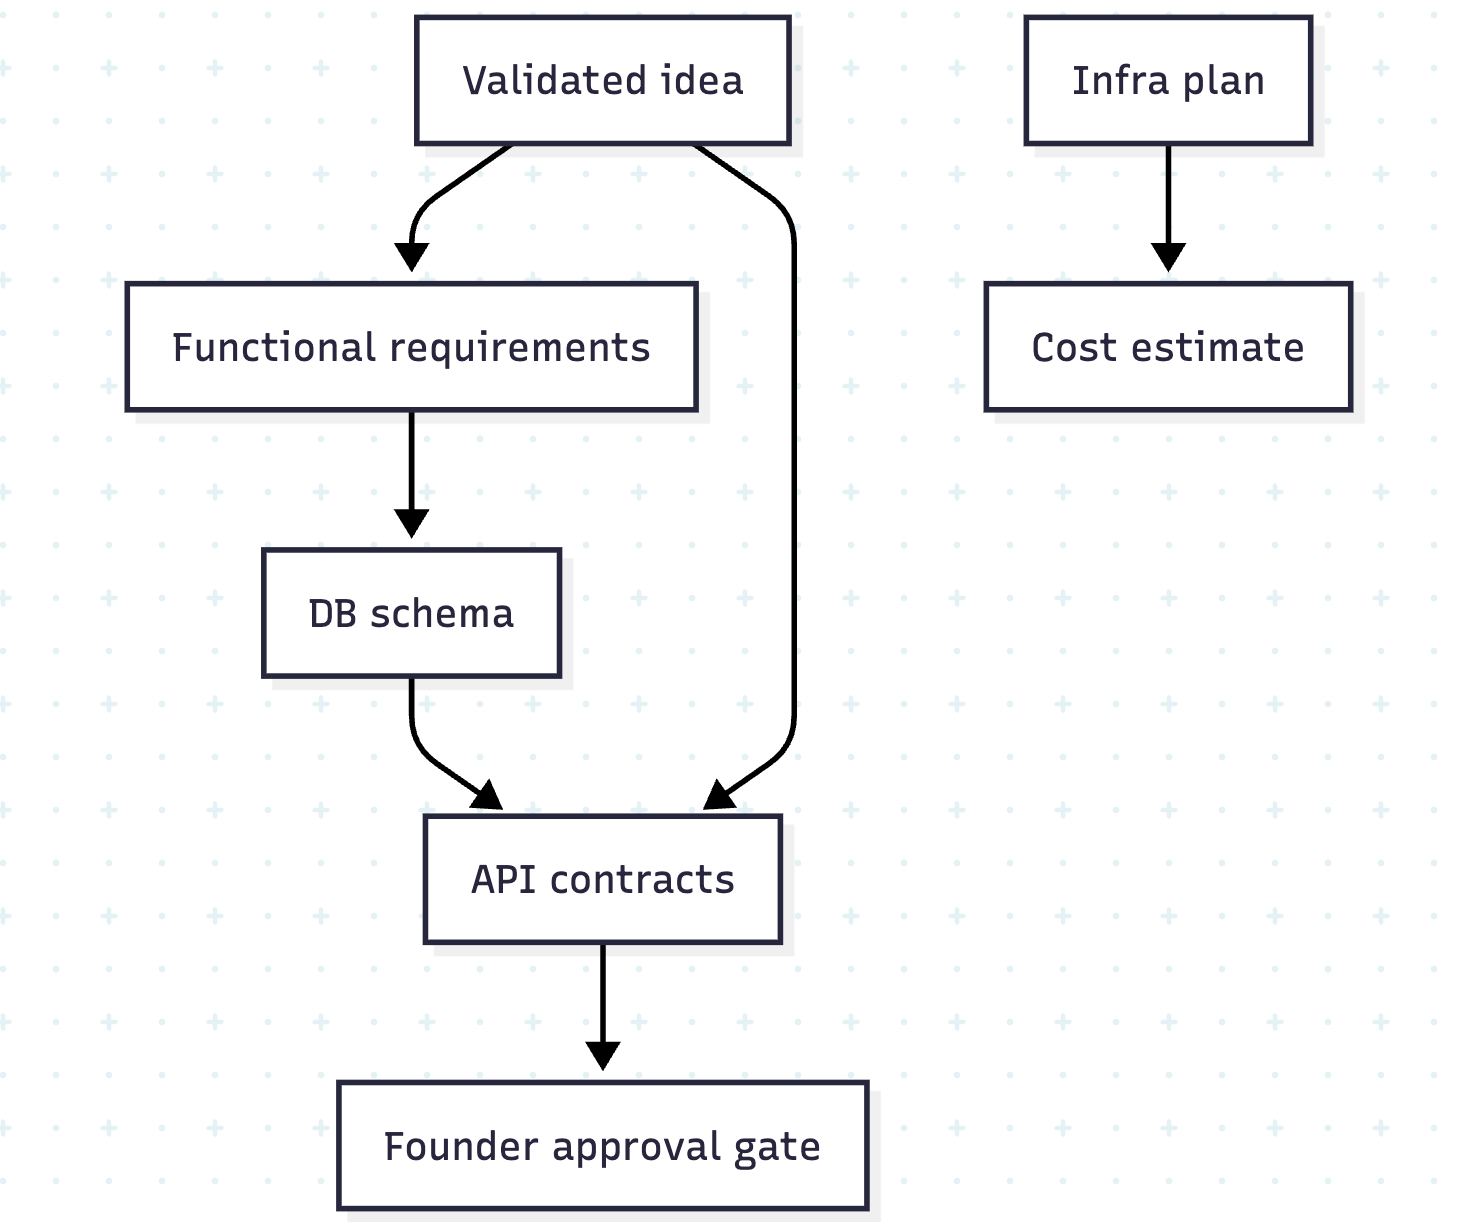 Validated idea
Infra plan
Functional requirements
Cost estimate
DB schema
API contracts
Founder approval gate